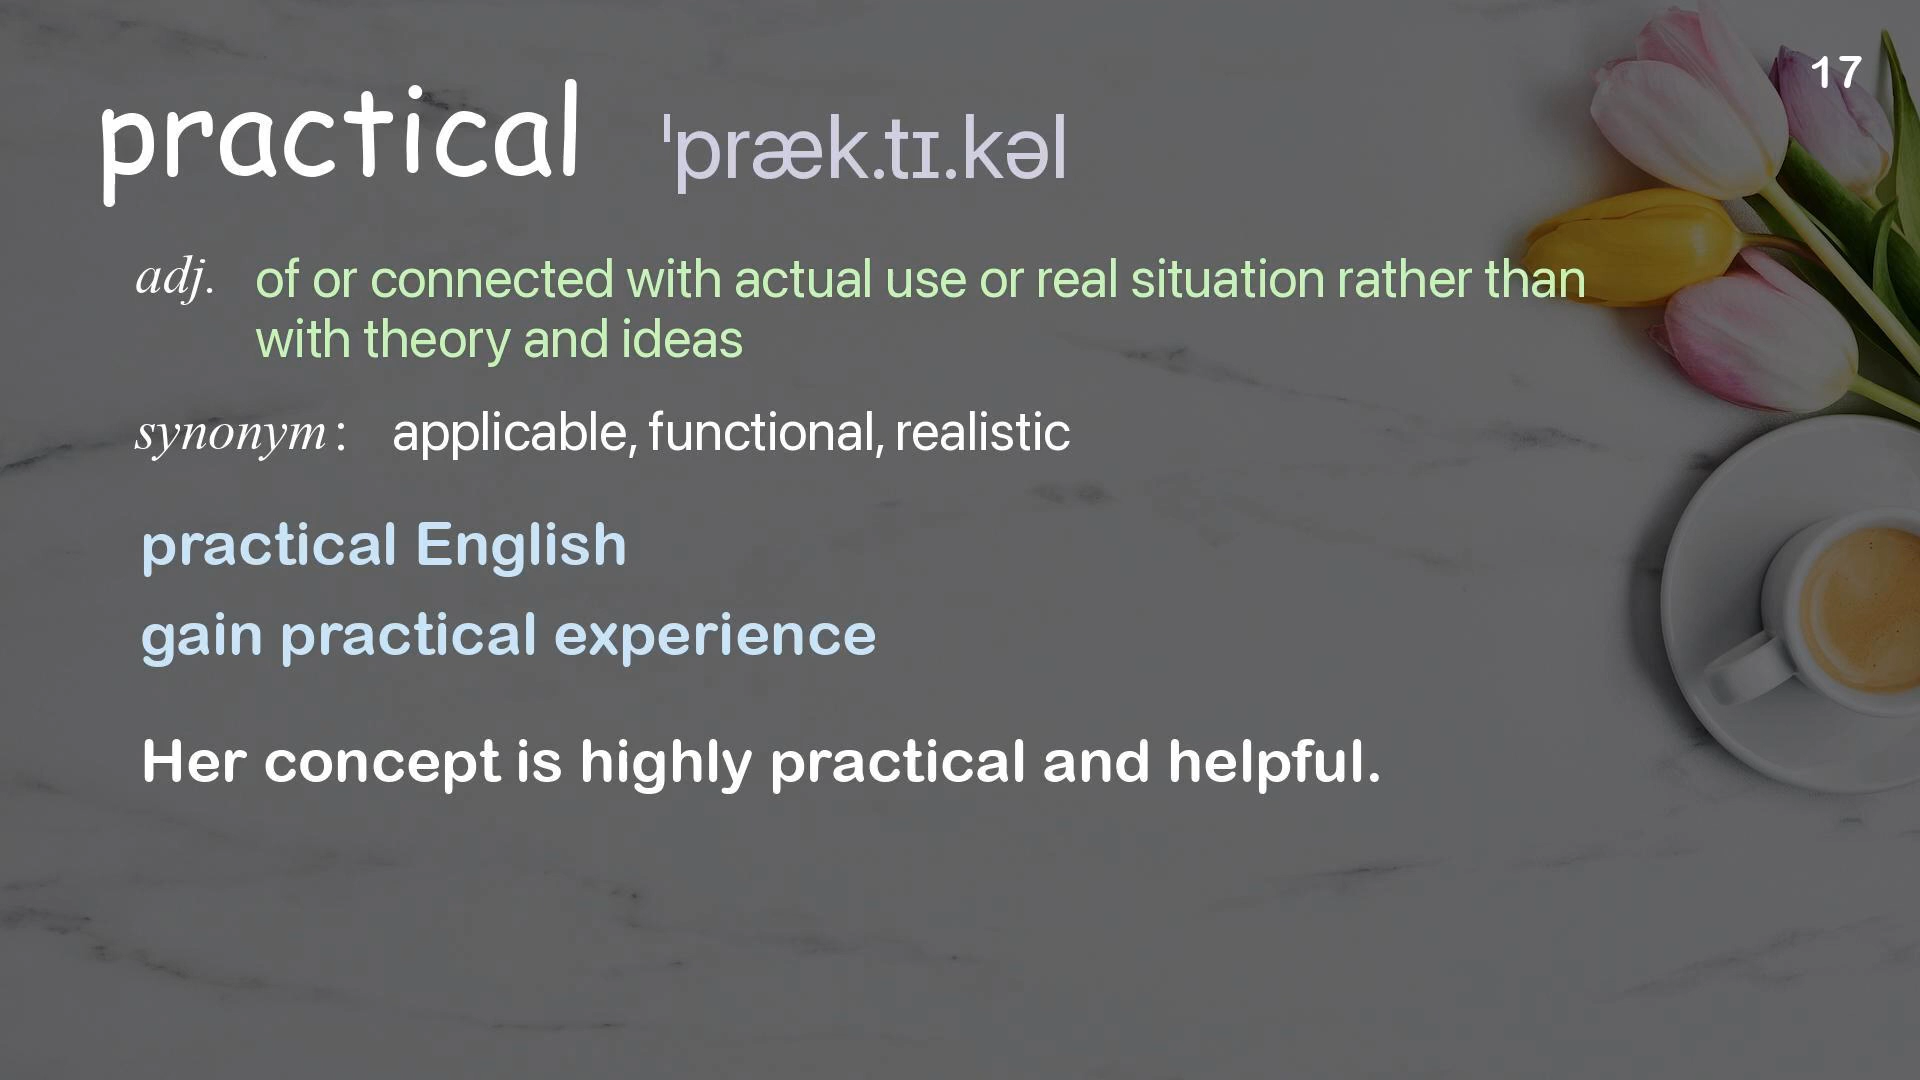 17
practical ˈpræk.tɪ.kəl
adj. of or connected with actual use or real situation rather than
with theory and ideas
synonym : applicable, functional, realistic
practical English
gain practical experience
Her concept is highly practical and helpful.